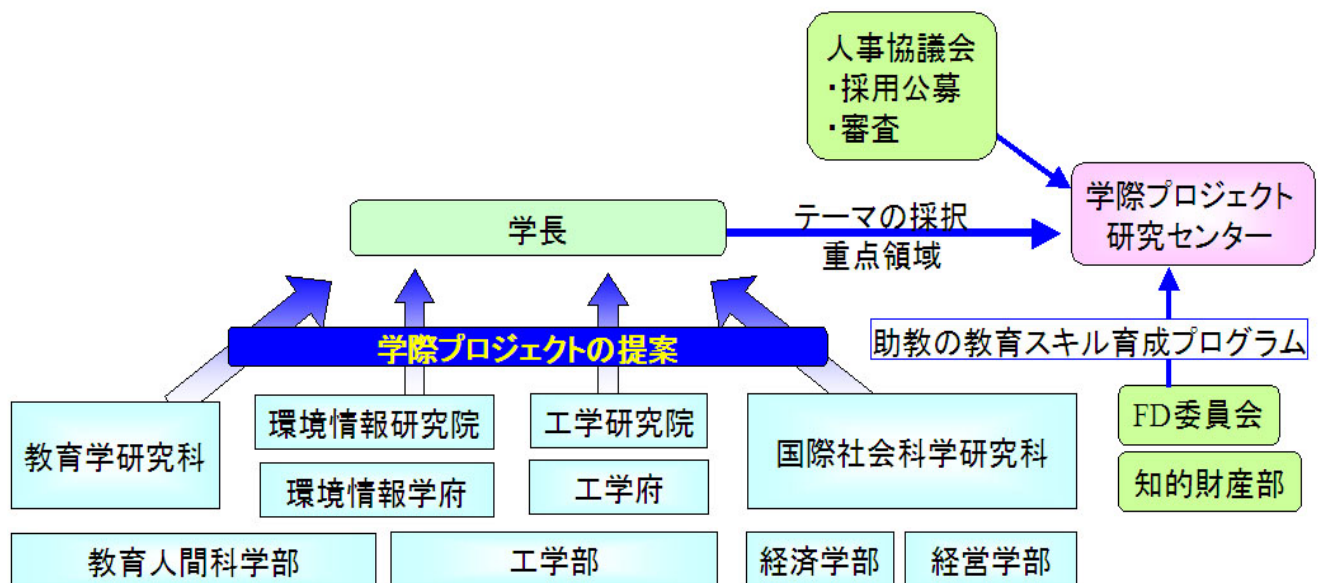 人事協議会
・採用公募
・審査
学際プロジェクト
研究センター
学長
テーマの採択
重点領域
学際プロジェクトの提案
助教の教育スキル育成プログラム
教育学研究科
環境情報研究院
工学研究院
国際社会科学研究科
FD委員会
環境情報学府
工学府
知的財産部
教育人間科学部
工学部
経済学部
経営学部